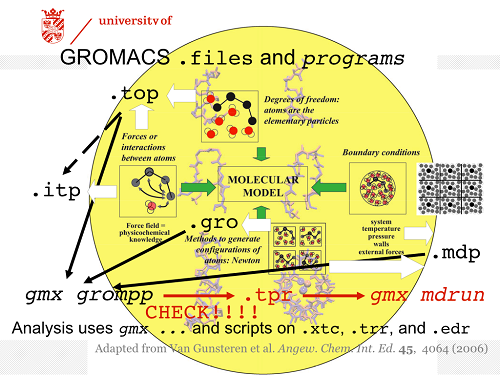 university of
GROMACS .files and programs
.top
Degrees of freedom:
atoms are the
elementary particles
Forces or
interactions
between atoms
Boundary conditions
MOLECULAR
MODEL
.itp
Force field =
physicochemical
knowledge
.gro
Methods to generate
configurations of
atoms: Newton
system
temperature
pressure
walls
external forces
.mdp
gmx grompp
.tpr
gmx mdrun
CHECK!!!!
Analysis uses gmx ... and scripts on .xtc, .trr, and .edr
Adapted from Van Gunsteren et al. Angew. Chem. Int. Ed. 45, 4064 (2006)